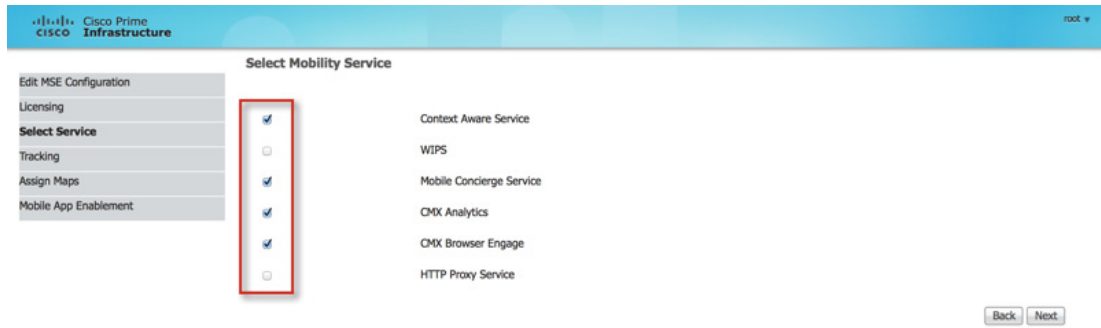 Cisco Prime
CISCO Infrastructure
root
Select Mobility Service
Edit MSE Configuration
Licensing
Select Service
Tracking
Assign Maps
Mobile App Enablement
Context Aware Service
WIPS
Mobile Concierge Service
CMX Analytics
CMX Browser Engage
HTTP Proxy Service
Back Next